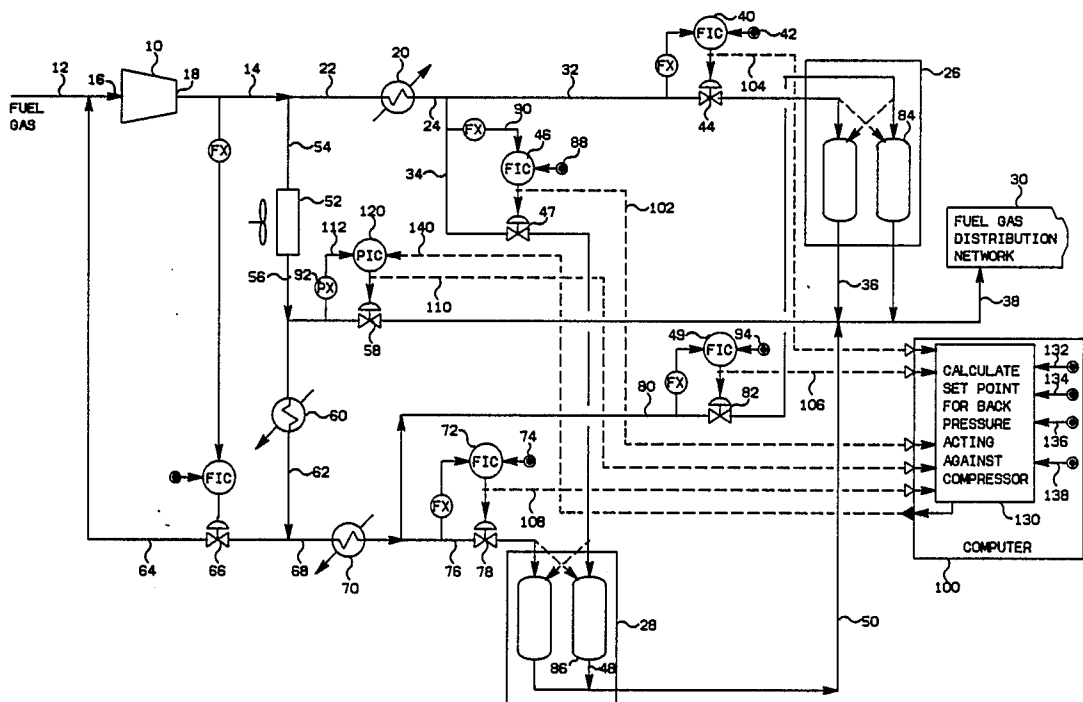 10
12
16
18
14
22
20
32
40
FIC
42
FX
104
44
26
84
FUEL
GAS
24
90
FX
46
FIC
88
47
34
102
54
52
FX
30
FUEL GAS
DISTRIBUTION
NETWORK
36
38
112
120
PIC
140
92
PX
56
110
58
49
FIC
94
FX
80
82
106
CALCULATE
SET POINT
FOR BACK
PRESSURE
ACTING
AGAINST
COMPRESSOR
132
134
136
138
130
COMPUTER
100
60
62
72
FIC
74
FX
108
FIC
64
66
68
70
76
78
28
86
48
50